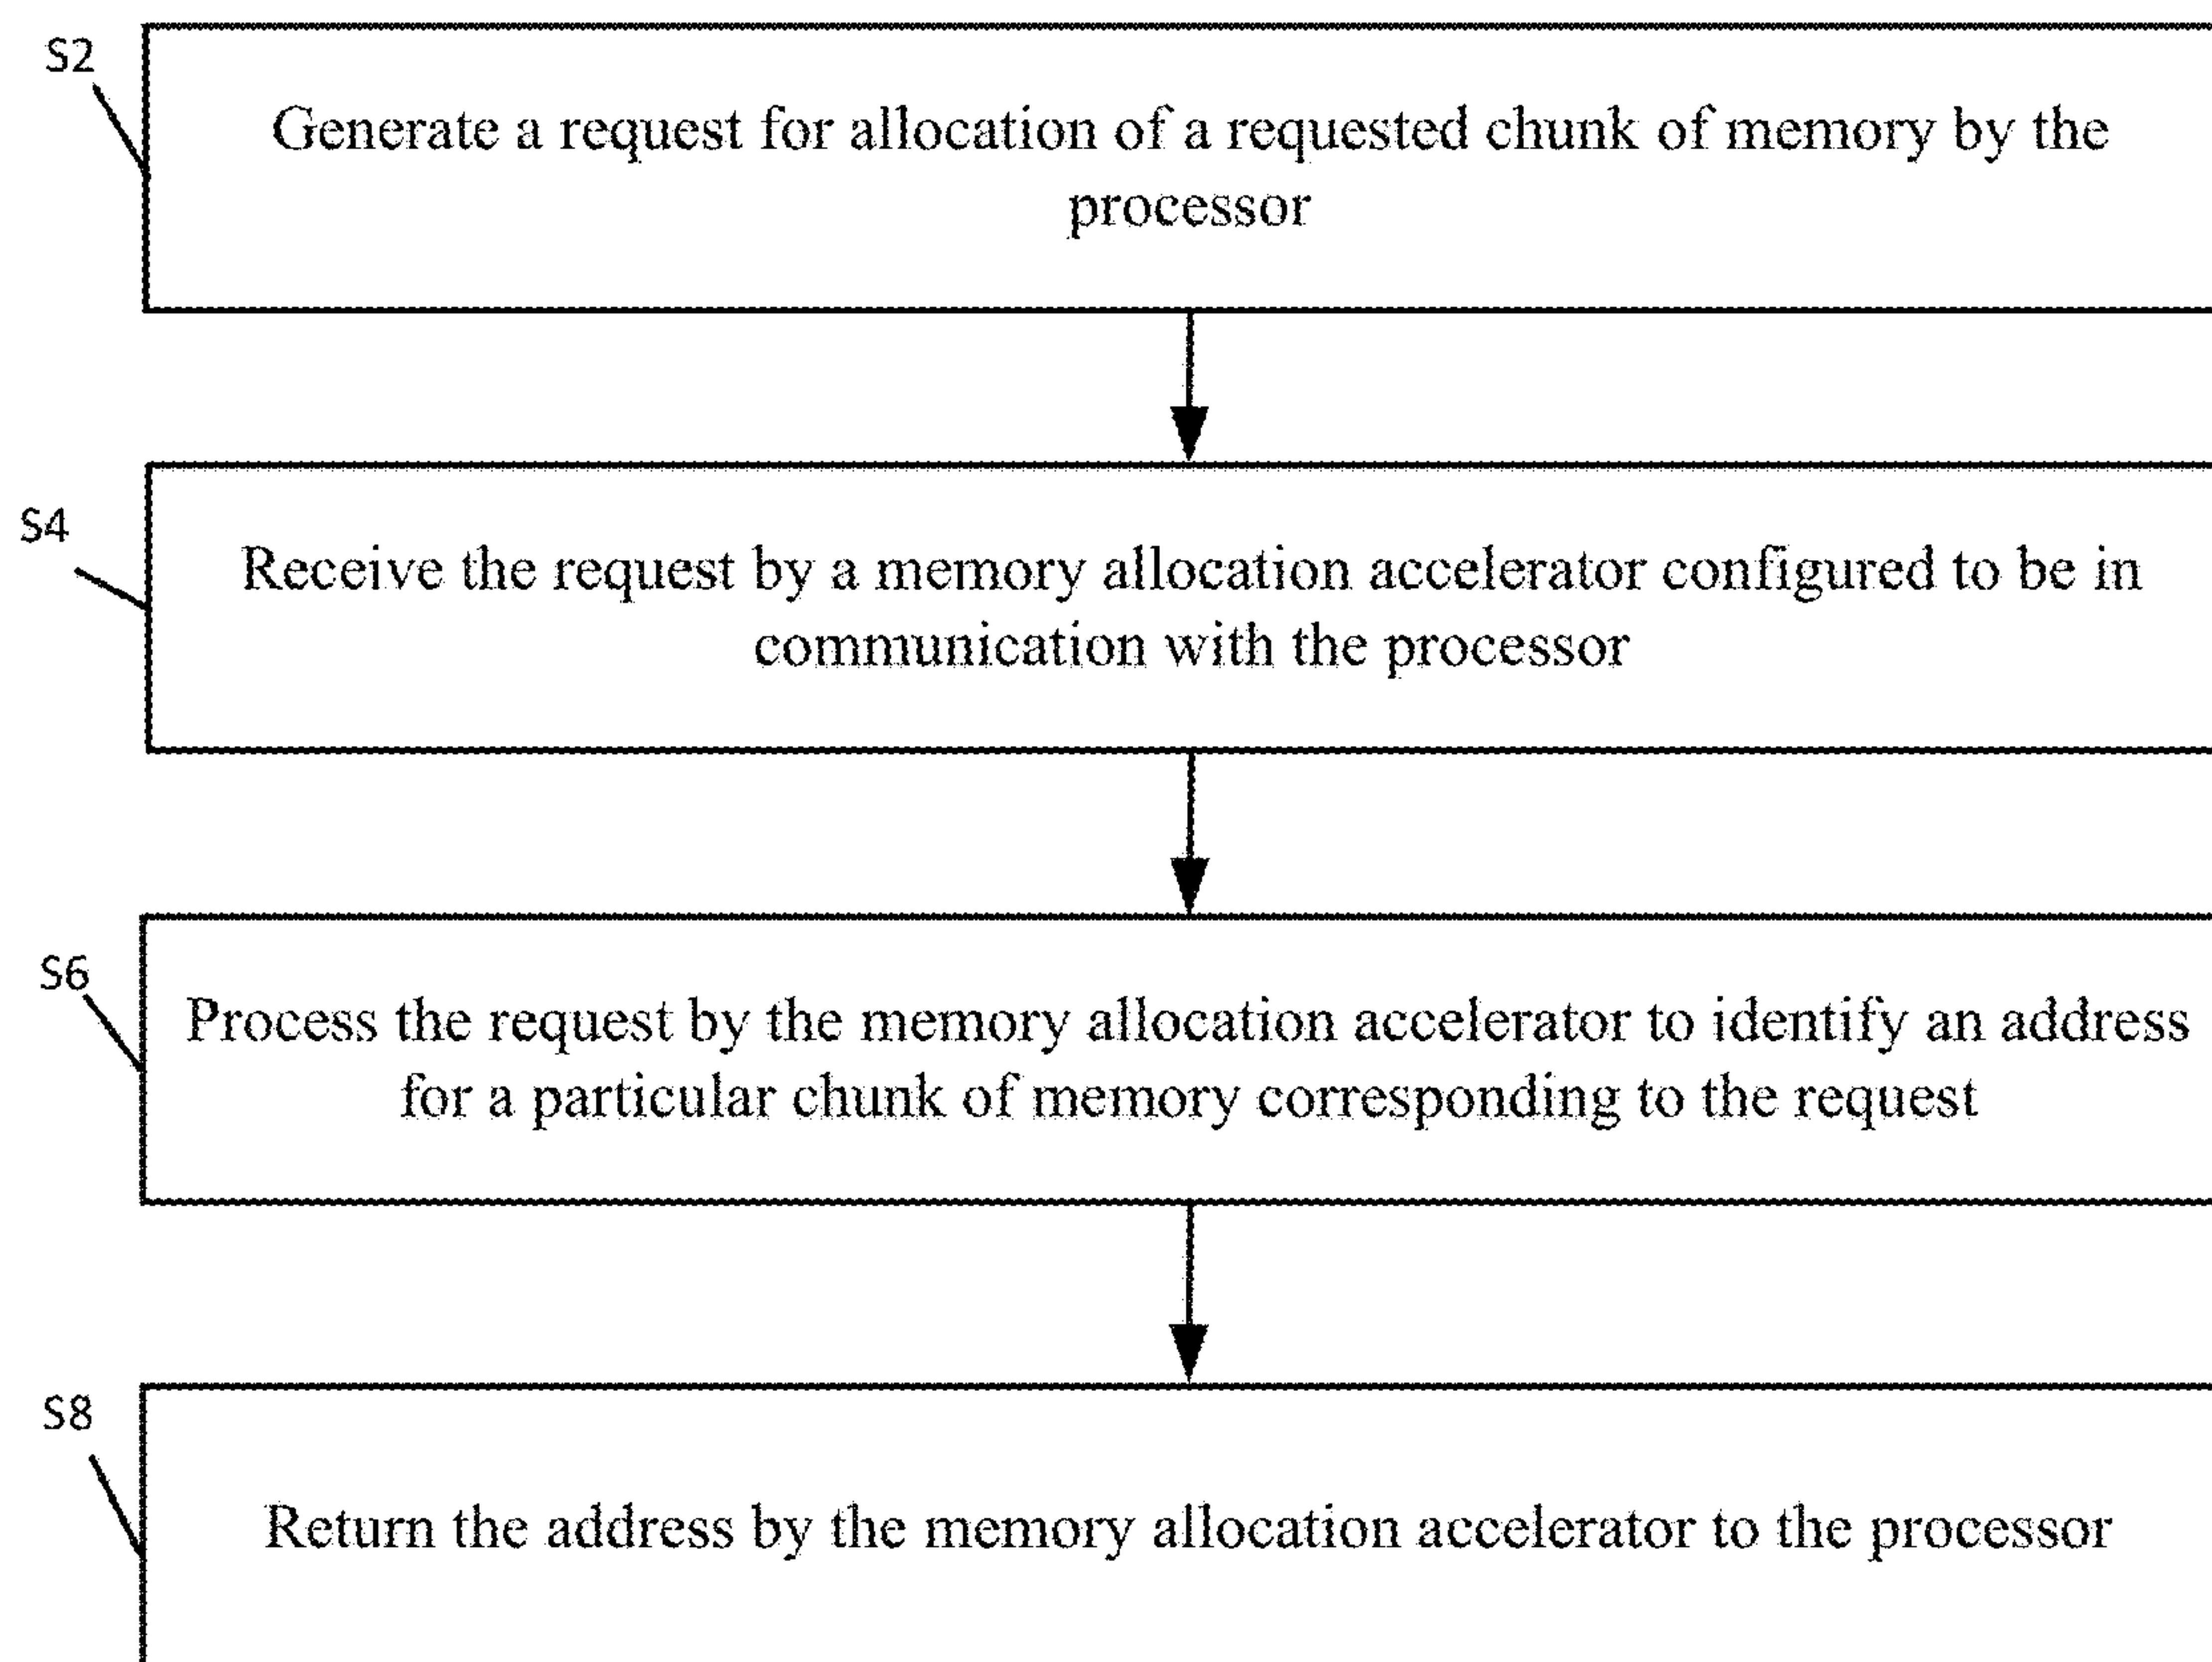 S2
Generate a request for allocation of a requested chunk of memory by the
processor
S4
Receive the request by a memory allocation accelerator configured to be in
communication with the processor
S6
Process the request by the memory allocation accelerator to identify an address
for a particular chunk of memory corresponding to the request
S8
Return the address by the memory allocation accelerator to the processor